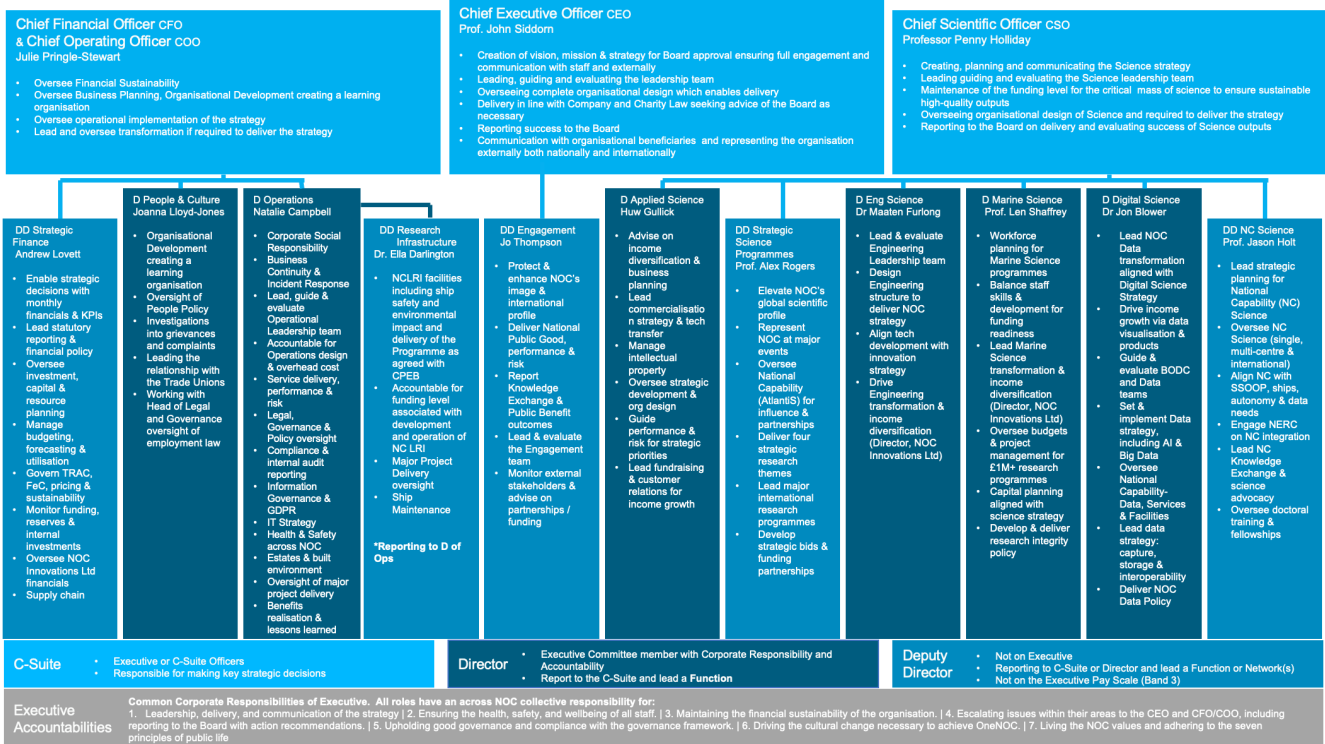 Chief Financial Officer CFO
& Chief Operating Officer COO
Julie Pringle-Stewart
• Oversee Financial Sustainability
• Oversee Business Planning, Organisational Development creating a learning
organisation
• Oversee operational implementation of the strategy
• Lead and oversee transformation if required to deliver the strategy
Chief Executive Officer CEO
Prof. John Siddorn
• Creation of vision, mission & strategy for Board approval ensuring full engagement and
communication with staff and externally
• Leading, guiding and evaluating the leadership team
• Overseeing complete organisational design which enables delivery
• Delivery in line with Company and Charity Law seeking advice of the Board as
necessary
• Reporting success to the Board
• Communication with organisational beneficiaries and representing the organisation
externally both nationally and internationally
Chief Scientific Officer CSO
Professor Penny Holliday
• Creating, planning and communicating the Science strategy
• Leading guiding and evaluating the Science leadership team
• Maintenance of the funding level for the critical mass of science to ensure sustainable
high-quality outputs
• Overseeing organisational design of Science and required to deliver the strategy
• Reporting to the Board on delivery and evaluating success of Science outputs
DD Strategic
Finance
Andrew Lovett
• Enable strategic
decisions with
monthly
financials & KPIs
• Lead statutory
reporting &
financial policy
• Oversee
investment,
capital &
resource
planning
• Manage
budgeting,
forecasting &
utilisation
• Govern TRAC,
FeC, pricing &
sustainability
• Monitor funding,
reserves &
internal
investments
• Oversee NOC
Innovations Ltd
financials
• Supply chain
D People & Culture
Joanna Lloyd-Jones
• Organisational
Development
creating a
learning
organisation
• Oversight of
People Policy
• Investigations
into grievances
and complaints
• Leading the
relationship with
the Trade Unions
• Working with
Head of Legal
and Governance
oversight of
employment law
D Operations
Natalie Campbell
• Corporate Social
Responsibility
• Business
Continuity &
Incident Response
• Lead, guide &
evaluate
Operational
Leadership team
• Accountable for
Operations design
& overhead cost
• Service delivery,
performance &
risk
• Legal,
Governance &
Policy oversight
• Compliance &
internal audit
reporting
• Information
Governance &
GDPR
• IT Strategy
• Health & Safety
across NOC
• Estates & built
environment
• Oversight of major
project delivery
• Benefits
realisation &
lessons learned
DD Research
Infrastructure
Dr. Ella Darlington
• NCLRI facilities
including ship
safety and
environmental
impact and
delivery of the
Programme as
agreed with
CPEB
• Accountable for
funding level
associated with
development
and operation of
NC LRI
• Major Project
Delivery
oversight
• Ship
Maintenance
*Reporting to D of
Ops
DD Engagement
Jo Thompson
• Protect &
enhance NOC's
image &
international
profile
• Deliver National
Public Good,
performance &
risk
• Report
Knowledge
Exchange &
Public Benefit
outcomes
• Lead & evaluate
the Engagement
team
• Monitor external
stakeholders &
advise on
partnerships /
funding
D Applied Science
Huw Gullick
• Advise on
income
diversification &
business
planning
• Lead
commercialisatio
n strategy & tech
transfer
• Manage
intellectual
property
• Oversee strategic
development &
org design
• Guide
performance &
risk for strategic
priorities
• Lead fundraising
& customer
relations for
income growth
DD Strategic
Science
Programmes
Prof. Alex Rogers
• Elevate NOC's
global scientific
profile
• Represent
NOC at major
events
• Oversee
National
Capability
(AtlantiS) for
influence &
partnerships
• Deliver four
strategic
research
themes
• Lead major
international
research
programmes
• Develop
strategic bids &
funding
partnerships
D Eng Science
Dr Maaten Furlong
• Lead & evaluate
Engineering
Leadership team
• Design
Engineering
structure to
deliver NOC
strategy
• Align tech
development with
innovation
strategy
• Drive
Engineering
transformation &
income
diversification
(Director, NOC
Innovations Ltd)
D Marine Science
Prof. Len Shaffrey
• Workforce
planning for
Marine Science
programmes
• Balance staff
skills &
development for
funding
readiness
• Lead Marine
Science
transformation &
income
diversification
(Director, NOC
Innovations Ltd)
• Oversee budgets
& project
management for
£1M+ research
programmes
• Capital planning
aligned with
science strategy
• Develop & deliver
research integrity
policy
D Digital Science
Dr Jon Blower
• Lead NOC
Data
transformation
aligned with
Digital Science
Strategy
• Drive income
growth via data
visualisation &
products
• Guide &
evaluate BODC
and Data
teams
• Set &
implement Data
strategy,
including AI &
Big Data
• Oversee
National
Capability-
Data, Services
& Facilities
• Lead data
strategy:
capture,
storage &
interoperability
• Deliver NOC
Data Policy
DD NC Science
Prof. Jason Holt
• Lead strategic
planning for
National
Capability (NC)
Science
• Oversee NC
Science (single,
multi-centre &
international)
• Align NC with
SSOOP, ships,
autonomy & data
needs
• Engage NERC
on NC integration
• Lead NC
Knowledge
Exchange &
science
advocacy
• Oversee doctoral
training &
fellowships
C-Suite
• Executive or C-Suite Officers
• Responsible for making key strategic decisions
Director
• Executive Committee member with Corporate Responsibility and
Accountability
• Report to the C-Suite and lead a Function
Deputy
Director
• Not on Executive
• Reporting to C-Suite or Director and lead a Function or Network(s)
• Not on the Executive Pay Scale (Band 3)
Executive
Accountabilities
Common Corporate Responsibilities of Executive. All roles have an across NOC collective responsibility for:
1. Leadership, delivery, and communication of the strategy | 2. Ensuring the health, safety, and wellbeing of all staff. | 3. Maintaining the financial sustainability of the organisation. | 4. Escalating issues within their areas to the CEO and CFO/COO, including
reporting to the Board with action recommendations. | 5. Upholding good governance and compliance with the governance framework. | 6. Driving the cultural change necessary to achieve OneNOC. | 7. Living the NOC values and adhering to the seven
principles of public life